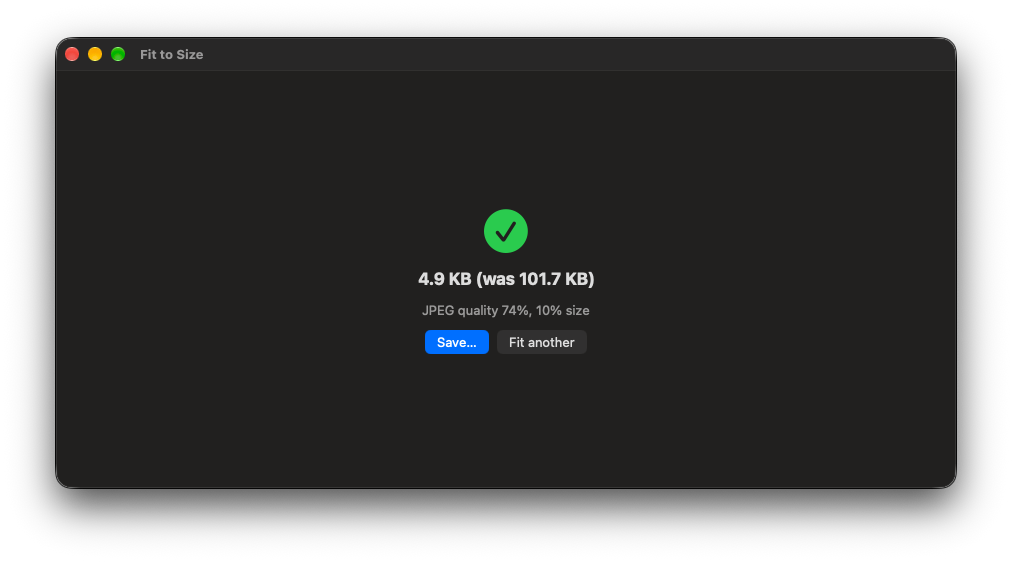 Fit to Size
4.9 KB (was 101.7 KB)
JPEG quality 74%, 10% size
Save...
Fit another